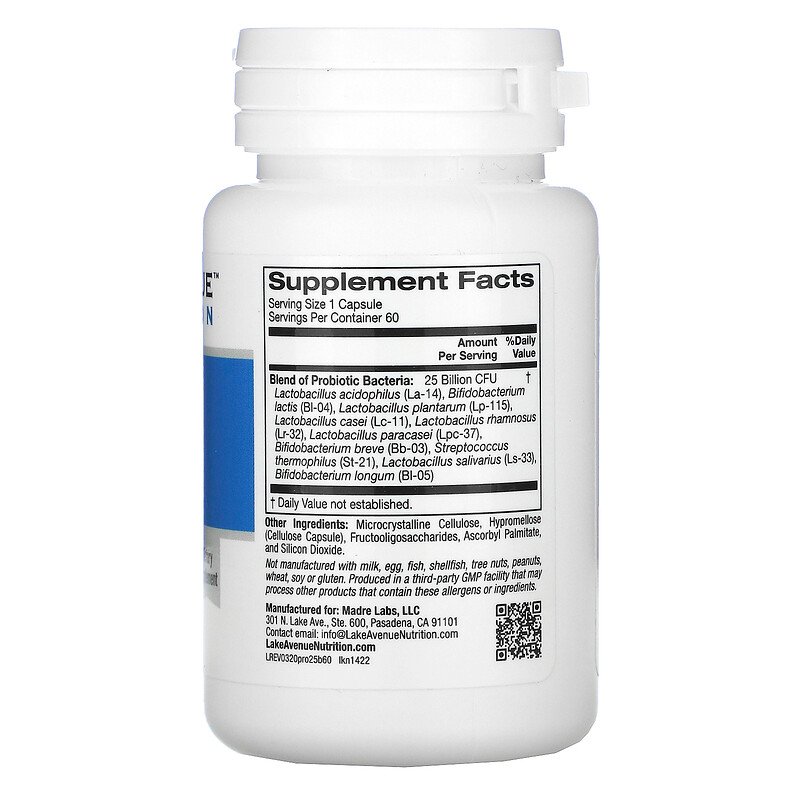 UE™
ON
Supplement Facts
Serving Size 1 Capsule
Servings Per Container 60
Amount %Daily
Per Serving Value
Blend of Probiotic Bacteria: 25 Billion CFU †
Lactobacillus acidophilus (La-14), Bifidobacterium
lactis (Bl-04), Lactobacillus plantarum (Lp-115),
Lactobacillus casei (Lc-11), Lactobacillus rhamnosus
(Lr-32), Lactobacillus paracasei (Lpc-37),
Bifidobacterium breve (Bb-03), Streptococcus
thermophilus (St-21), Lactobacillus salivarius (Ls-33),
Bifidobacterium longum (Bl-05)
† Daily Value not established.
Other Ingredients: Microcrystalline Cellulose, Hypromellose
(Cellulose Capsule), Fructooligosaccharides, Ascorbyl Palmitate,
and Silicon Dioxide.
Not manufactured with milk, egg, fish, shellfish, tree nuts, peanuts,
wheat, soy or gluten. Produced in a third-party GMP facility that may
process other products that contain these allergens or ingredients.
Manufactured for: Madre Labs, LLC
301 N. Lake Ave., Ste. 600, Pasadena, CA 91101
Contact email: info@LakeAvenueNutrition.com
LakeAvenueNutrition.com
LREV0320pro25b60 lkn1422